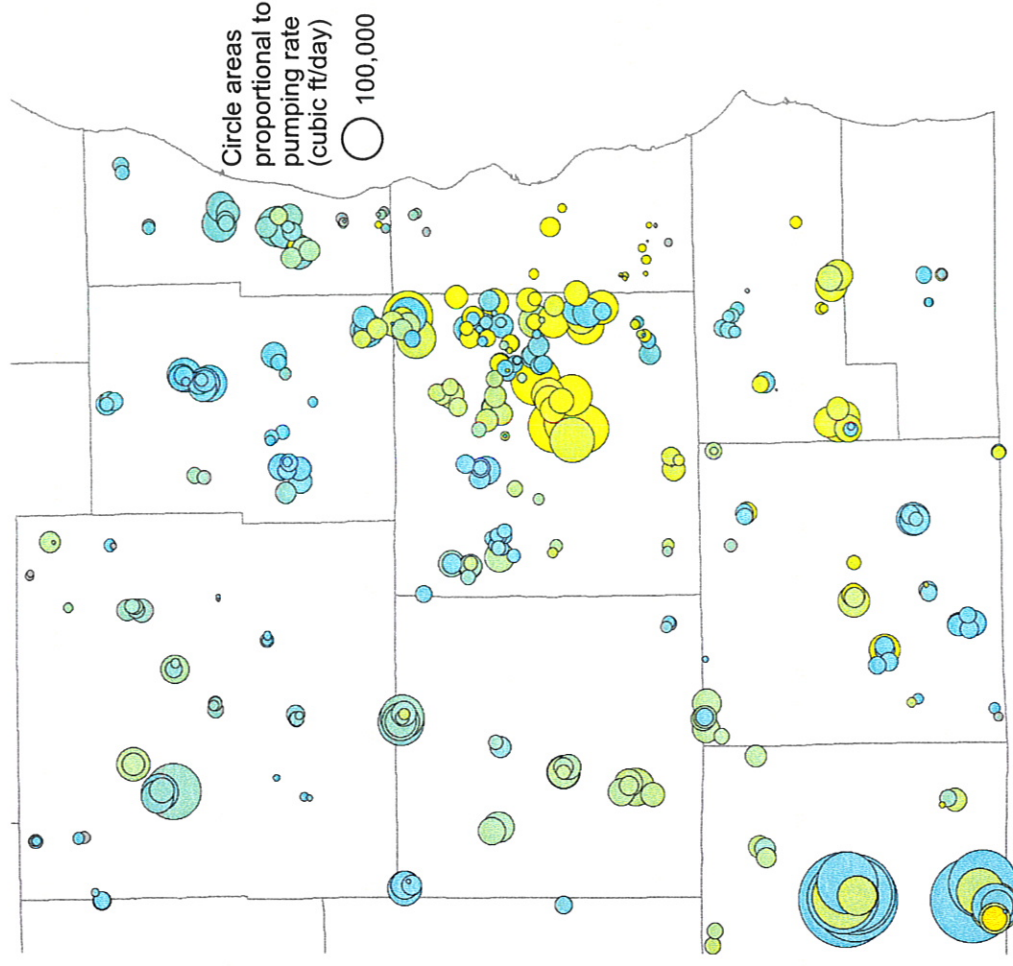 Circle areas
proportional to
pumping rate
(cubic ft/day)
100,000